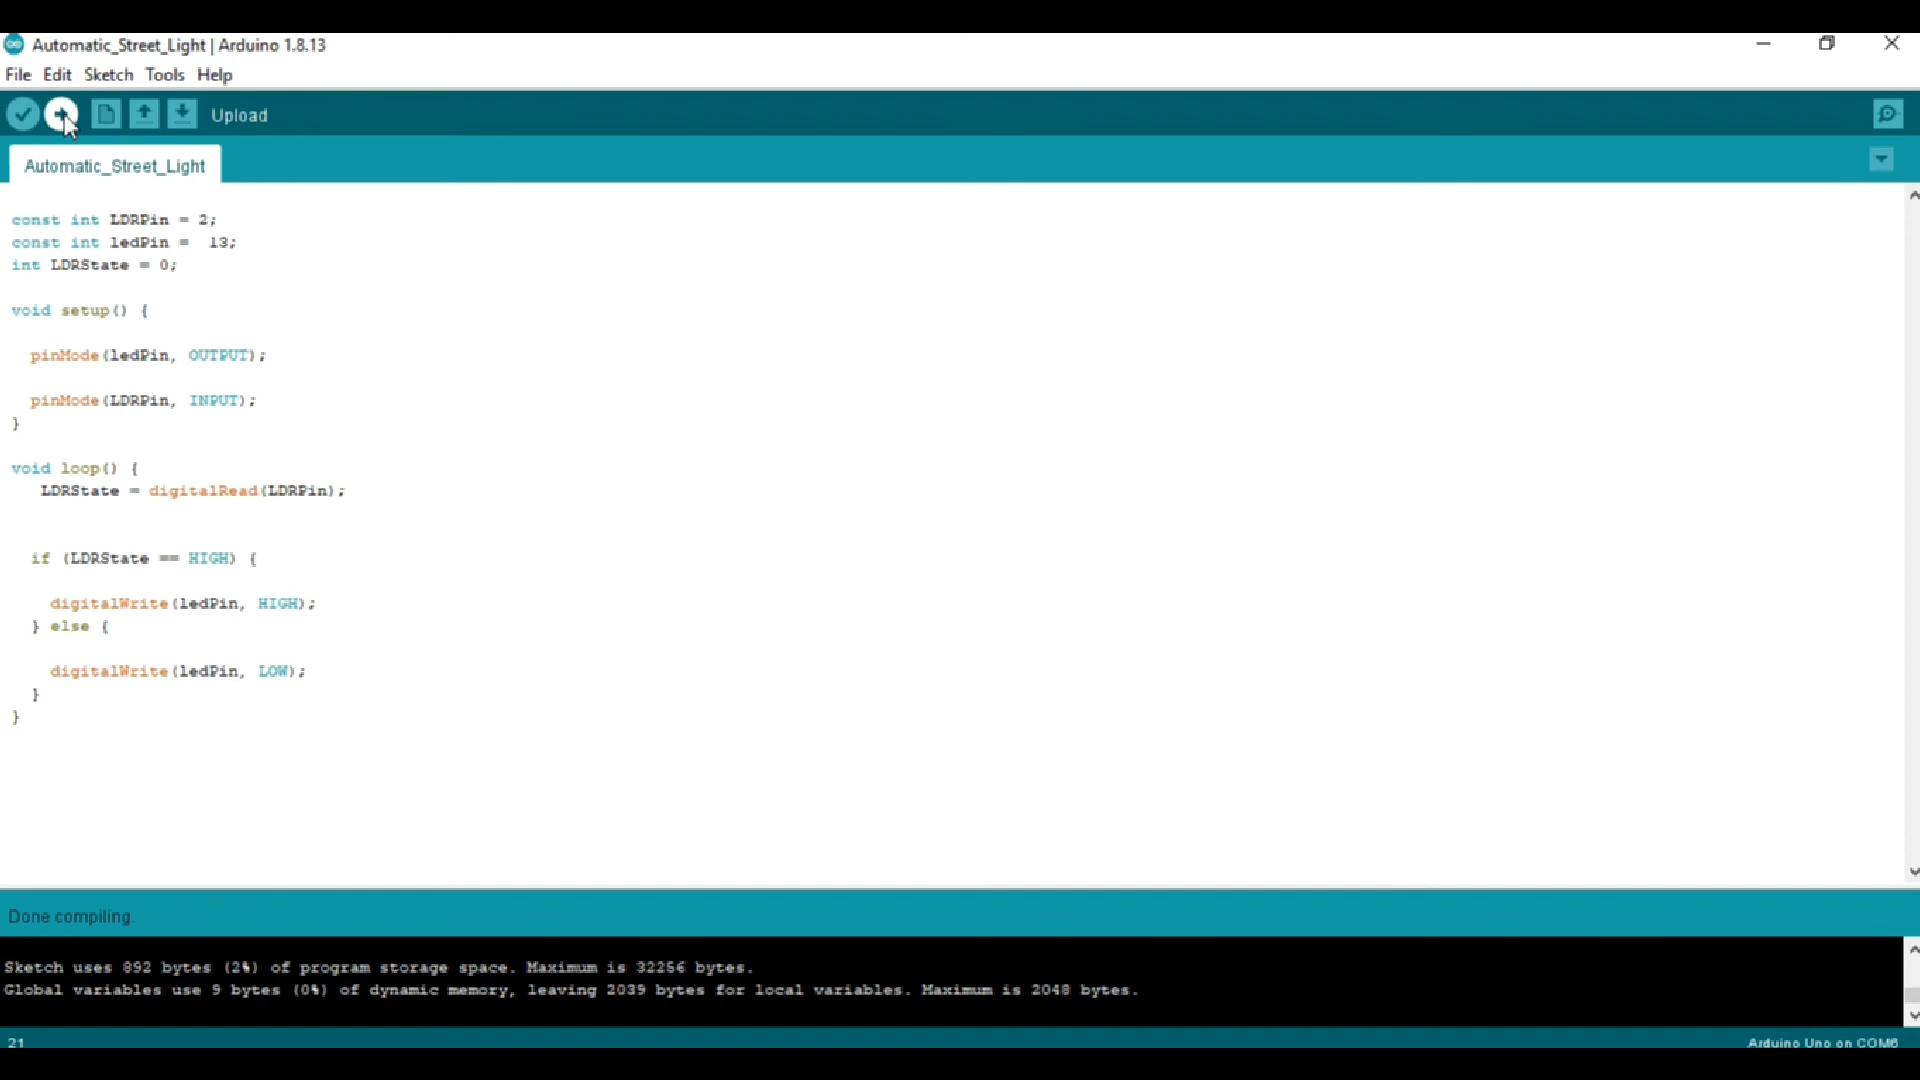 Automatic_Street_Light | Arduino 1.8.13
File Edit Sketch Tools Help
Upload
Automatic_Street_Light
const int LDRPin = 2;
const int ledPin =  13;
int LDRState = 0;
void setup() {
  pinMode(ledPin, OUTPUT);
  pinMode(LDRPin, INPUT);
}
void loop() {
   LDRState = digitalRead(LDRPin);
  if (LDRState == HIGH) {
    digitalWrite(ledPin, HIGH);
  } else {
    digitalWrite(ledPin, LOW);
  }
}
Done compiling.
Sketch uses 892 bytes (2%) of program storage space. Maximum is 32256 bytes.
Global variables use 9 bytes (0%) of dynamic memory, leaving 2039 bytes for local variables. Maximum is 2048 bytes.
21
Arduino Uno on COM6